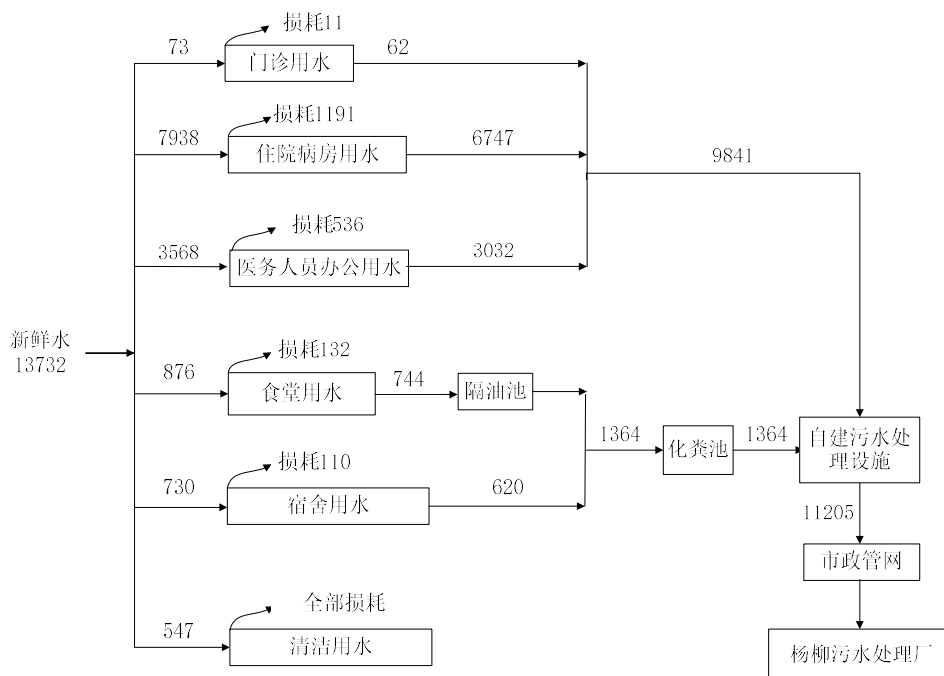 损耗11
73
62
门诊用水
损耗1191
7938
6747
住院病房用水
9841
损耗536
3568
3032
医务人员办公用水
新鲜水
13732
损耗132
876
744
食堂用水
隔油池
1364
1364
化粪池
自建污水处
理设施
损耗110
730
620
宿舍用水
11205
市政管网
全部损耗
547
清洁用水
杨柳污水处理厂